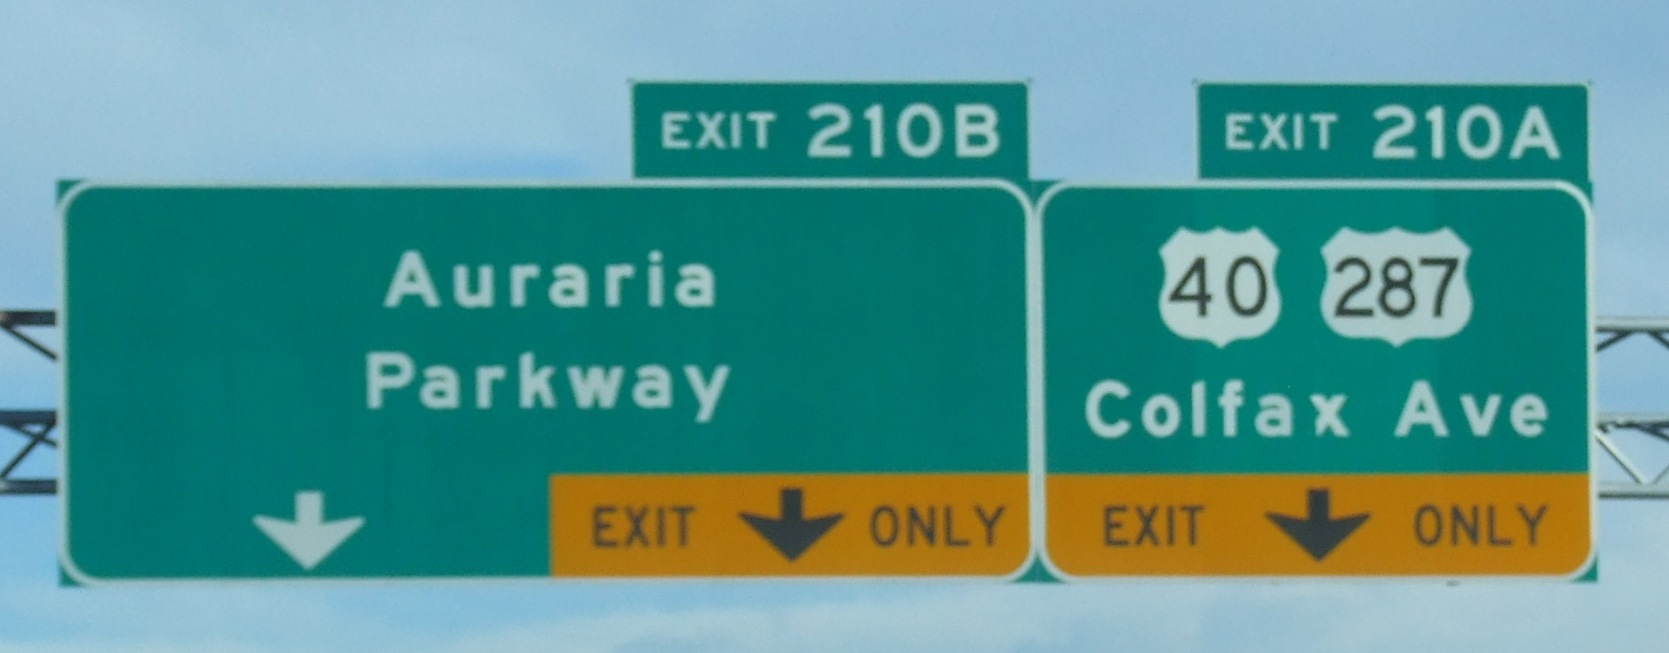 EXIT 210B
Auraria
Parkway
EXIT ONLY
EXIT 210A
40 287
Colfax Ave
EXIT ONLY